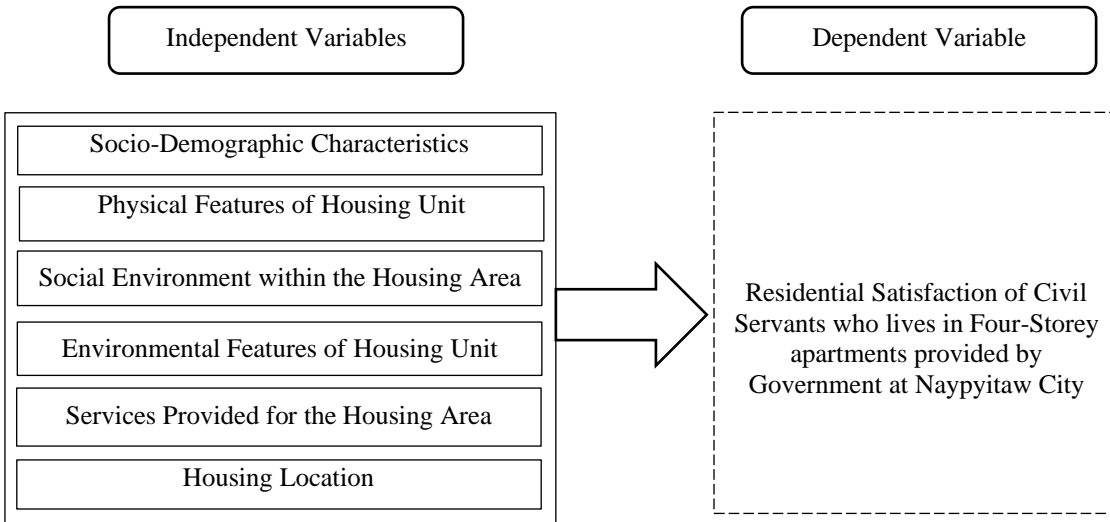 Independent Variables
Dependent Variable
Socio-Demographic Characteristics
Physical Features of Housing Unit
Social Environment within the Housing Area
Environmental Features of Housing Unit
Services Provided for the Housing Area
Housing Location
Residential Satisfaction of Civil
Servants who lives in Four-Storey
apartments provided by
Government at Naypyitaw City